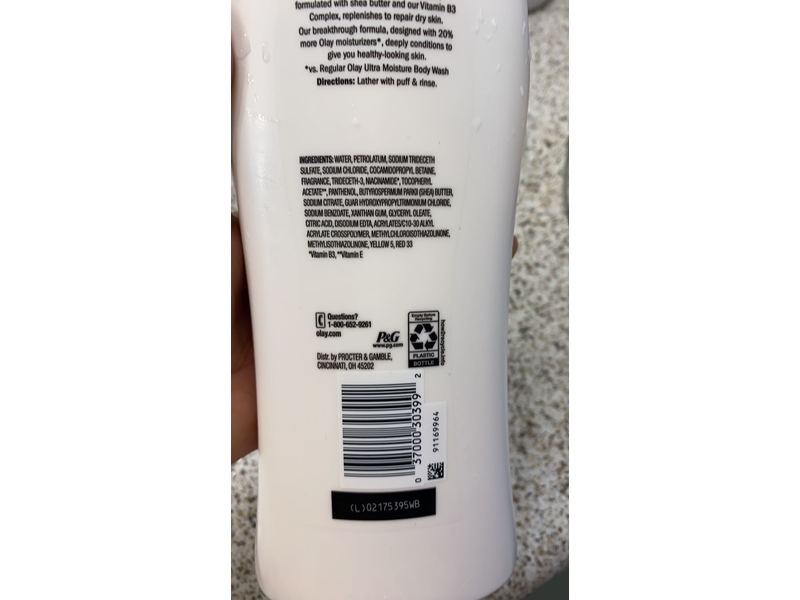 formulated with shea butter and our Vitamin B3
Complex, replenishes to repair dry skin.
Our breakthrough formula, designed with 20%
more Olay moisturizers*, deeply conditions to
give you healthy-looking skin.
*vs. Regular Olay Ultra Moisture Body Wash
Directions: Lather with puff & rinse.
INGREDIENTS: WATER, PETROLATUM, SODIUM TRIDECETH
SULFATE, SODIUM CHLORIDE, COCAMIDOPROPYL BETAINE,
FRAGRANCE, TRIDECETH-3, NIACINAMIDE*, TOCOPHERYL
ACETATE**, PANTHENOL, BUTYROSPERMUM PARKII (SHEA) BUTTER,
SODIUM CITRATE, GUAR HYDROXYPROPYLTRIMONIUM CHLORIDE,
SODIUM BENZOATE, XANTHAN GUM, GLYCERYL OLEATE,
CITRIC ACID, DISODIUM EDTA, ACRYLATES/C10-30 ALKYL
ACRYLATE CROSSPOLYMER, METHYLCHLOROISOTHIAZOLINONE,
METHYLISOTHIAZOLINONE, YELLOW 5, RED 33
*Vitamin B3, **Vitamin E
Questions?
1-800-652-9261
olay.com
P&G
www.pg.com
Distr. by PROCTER & GAMBLE,
CINCINNATI, OH 45202
Empty Before
Recycling
PLASTIC
BOTTLE
how2recycle.info
0 37000 30399 2
91169964
(L)02175395WB